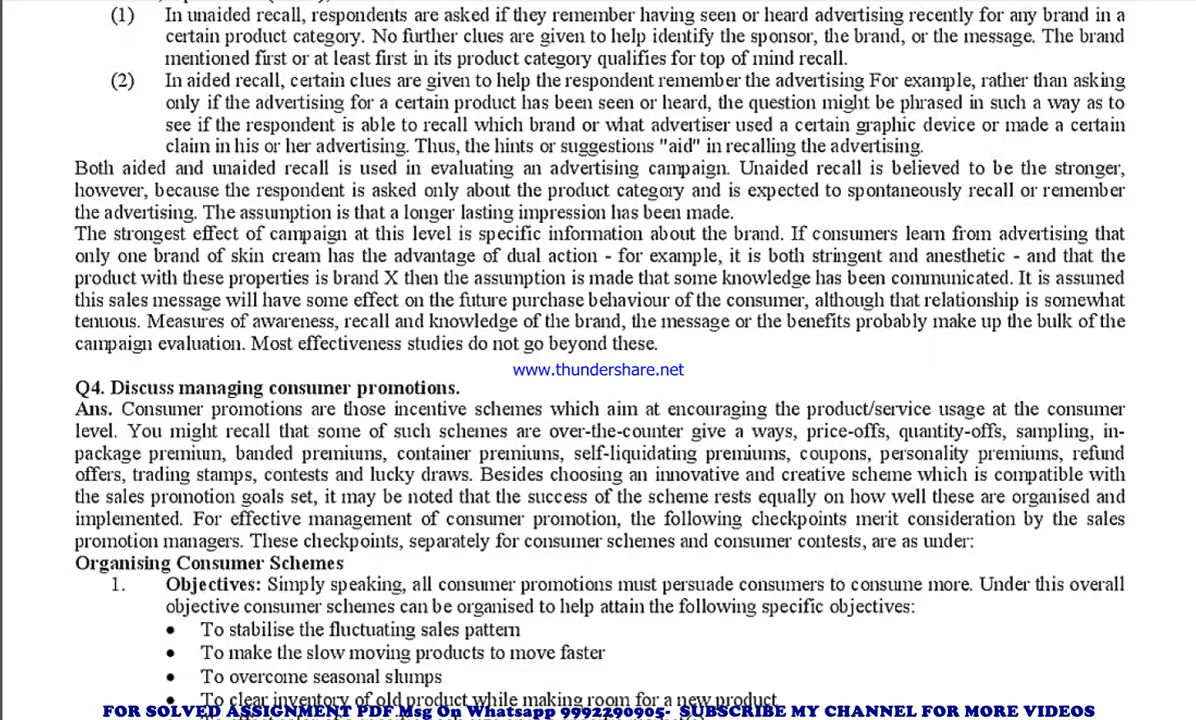 (1) In unaided recall, respondents are asked if they remember having seen or heard advertising recently for any brand in a
certain product category. No further clues are given to help identify the sponsor, the brand, or the message. The brand
mentioned first or at least first in its product category qualifies for top of mind recall.
(2) In aided recall, certain clues are given to help the respondent remember the advertising For example, rather than asking
only if the advertising for a certain product has been seen or heard, the question might be phrased in such a way as to
see if the respondent is able to recall which brand or what advertiser used a certain graphic device or made a certain
claim in his or her advertising. Thus, the hints or suggestions "aid" in recalling the advertising.
Both aided and unaided recall is used in evaluating an advertising campaign. Unaided recall is believed to be the stronger,
however, because the respondent is asked only about the product category and is expected to spontaneously recall or remember
the advertising. The assumption is that a longer lasting impression has been made.
The strongest effect of campaign at this level is specific information about the brand. If consumers learn from advertising that
only one brand of skin cream has the advantage of dual action - for example, it is both stringent and anesthetic - and that the
product with these properties is brand X then the assumption is made that some knowledge has been communicated. It is assumed
this sales message will have some effect on the future purchase behaviour of the consumer, although that relationship is somewhat
tenuous. Measures of awareness, recall and knowledge of the brand, the message or the benefits probably make up the bulk of the
campaign evaluation. Most effectiveness studies do not go beyond these.
www.thundershare.net
Q4. Discuss managing consumer promotions.
Ans. Consumer promotions are those incentive schemes which aim at encouraging the product/service usage at the consumer
level. You might recall that some of such schemes are over-the-counter give a ways, price-offs, quantity-offs, sampling, in-
package premium, banded premiums, container premiums, self-liquidating premiums, coupons, personality premiums, refund
offers, trading stamps, contests and lucky draws. Besides choosing an innovative and creative scheme which is compatible with
the sales promotion goals set, it may be noted that the success of the scheme rests equally on how well these are organised and
implemented. For effective management of consumer promotion, the following checkpoints merit consideration by the sales
promotion managers. These checkpoints, separately for consumer schemes and consumer contests, are as under:
Organising Consumer Schemes
1. Objectives: Simply speaking, all consumer promotions must persuade consumers to consume more. Under this overall
objective consumer schemes can be organised to help attain the following specific objectives:
• To stabilise the fluctuating sales pattern
• To make the slow moving products to move faster
• To overcome seasonal slumps
• To clear inventory of old product while making room for a new product
FOR SOLVED ASSIGNMENT PDF Msg On Whatsapp 9992290905- SUBSCRIBE MY CHANNEL FOR MORE VIDEOS